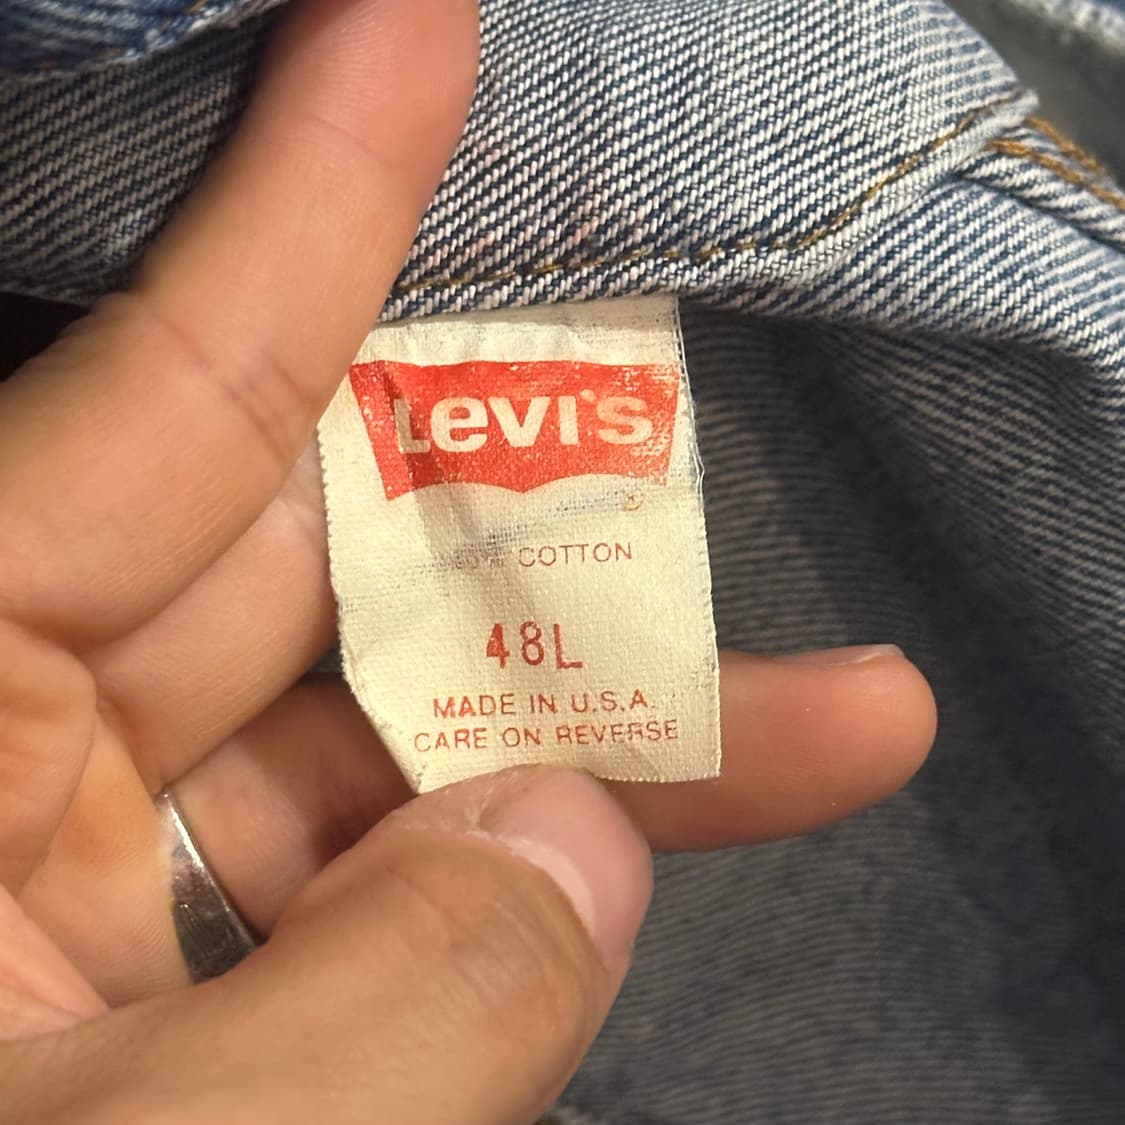 Levi's
®
COTTON
48L
MADE IN U.S.A.
CARE ON REVERSE